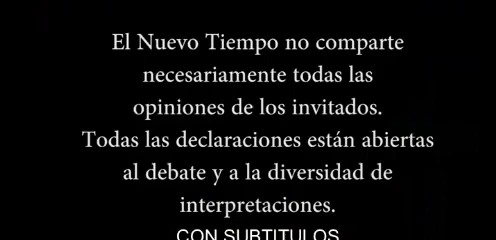 El Nuevo Tiempo no comparte
necesariamente todas las
opiniones de los invitados.
Todas las declaraciones están abiertas
al debate y a la diversidad de
interpretaciones.
CON SUBTITULOS